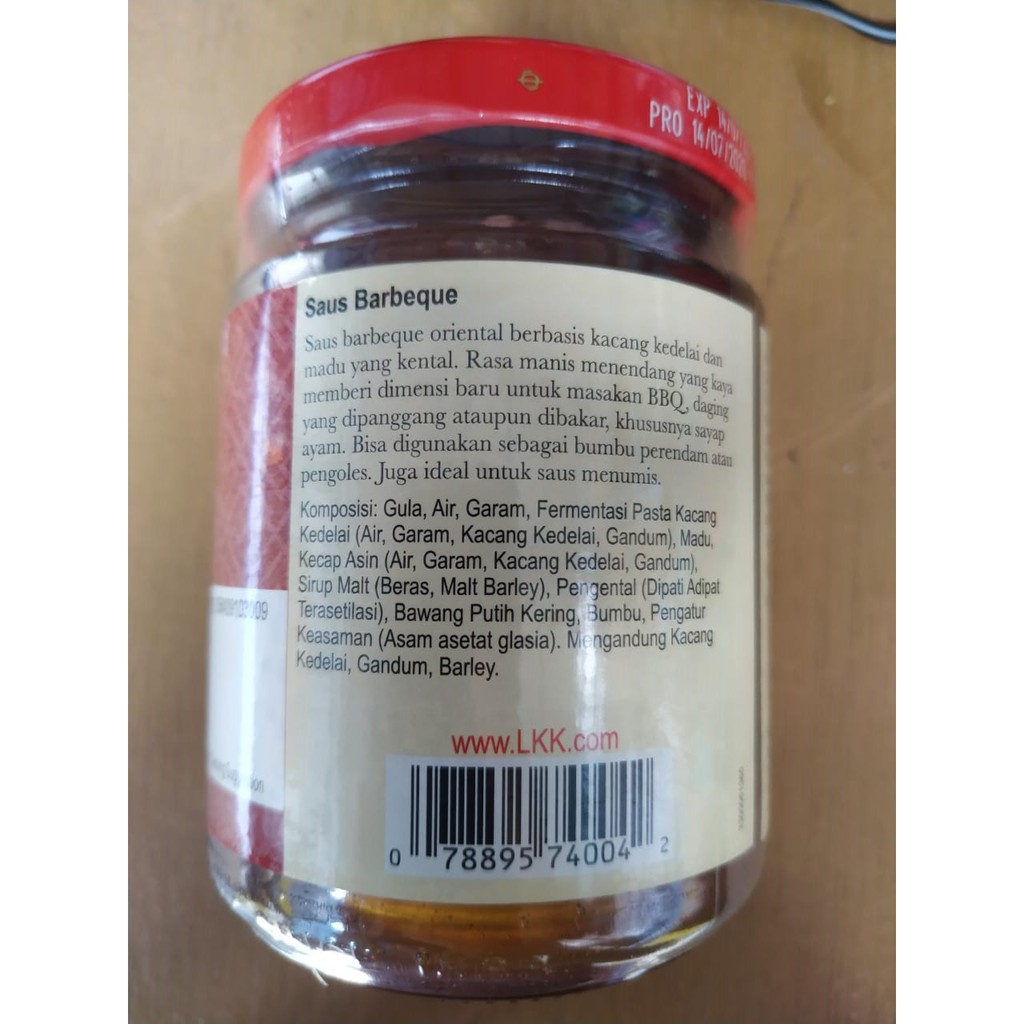 EXP 14/07/
PRO 14/07/2020
Saus Barbeque
Saus barbeque oriental berbasis kacang kedelai dan
madu yang kental. Rasa manis menendang yang kaya
memberi dimensi baru untuk masakan BBQ, daging
yang dipanggang ataupun dibakar, khususnya sayap
ayam. Bisa digunakan sebagai bumbu perendam atau
pengoles. Juga ideal untuk saus menumis.
Komposisi: Gula, Air, Garam, Fermentasi Pasta Kacang
Kedelai (Air, Garam, Kacang Kedelai, Gandum), Madu,
Kecap Asin (Air, Garam, Kacang Kedelai, Gandum),
Sirup Malt (Beras, Malt Barley), Pengental (Dipati Adipat
Terasetilasi), Bawang Putih Kering, Bumbu, Pengatur
Keasaman (Asam asetat glasia). Mengandung Kacang
Kedelai, Gandum, Barley.
www.LKK.com
0 78895 74004 2